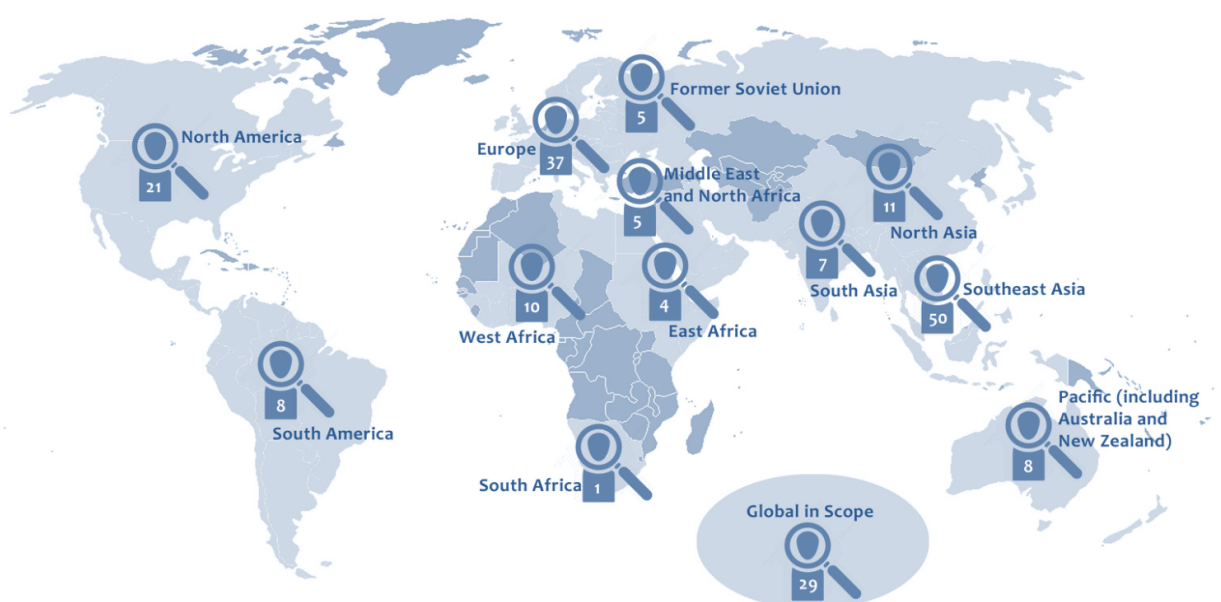 Former Soviet Union
5
North America
21
Europe
37
Middle East
and North Africa
5
11
North Asia
7
South Asia
Southeast Asia
50
10
West Africa
4
East Africa
8
South America
Pacific (including
Australia and
New Zealand)
8
South Africa
1
Global in Scope
29